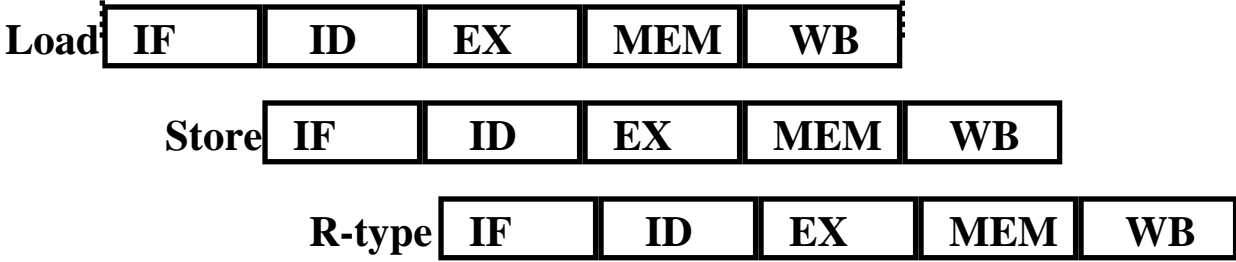 Load IF ID EX MEM WB
Store IF ID EX MEM WB
R-type IF ID EX MEM WB